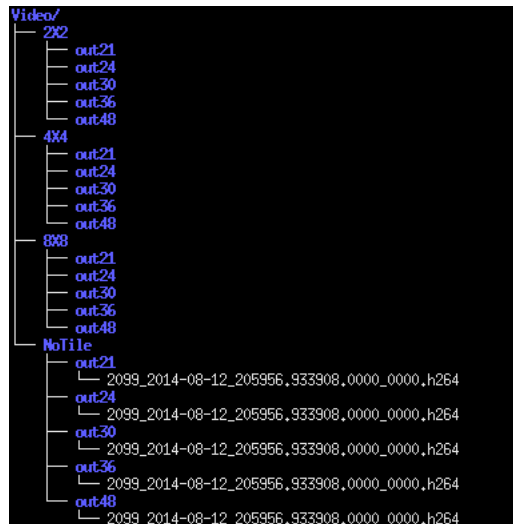 Video/
├── 2X2
│   ├── out21
│   ├── out24
│   ├── out30
│   ├── out36
│   └── out48
├── 4X4
│   ├── out21
│   ├── out24
│   ├── out30
│   ├── out36
│   └── out48
├── 8X8
│   ├── out21
│   ├── out24
│   ├── out30
│   ├── out36
│   └── out48
└── NoTile
    ├── out21
    │   └── 2099_2014-08-12_205956.933908.0000_0000.h264
    ├── out24
    │   └── 2099_2014-08-12_205956.933908.0000_0000.h264
    ├── out30
    │   └── 2099_2014-08-12_205956.933908.0000_0000.h264
    ├── out36
    │   └── 2099_2014-08-12_205956.933908.0000_0000.h264
    └── out48
        └── 2099_2014-08-12_205956.933908.0000_0000.h264